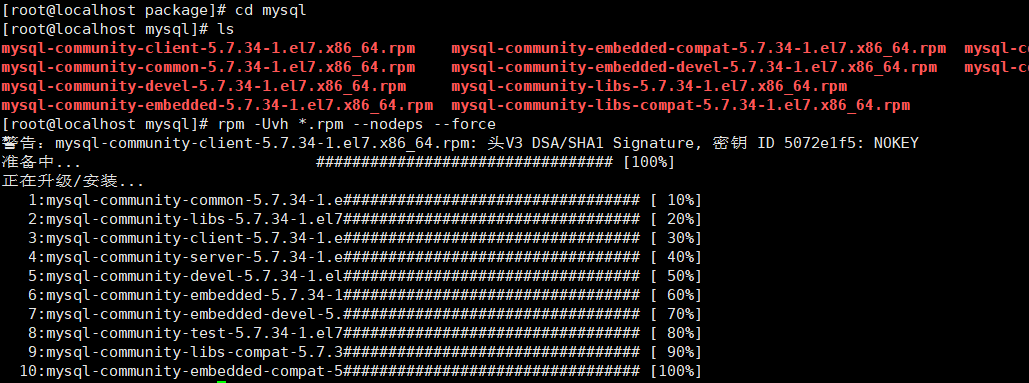 [root@localhost package]# cd mysql
[root@localhost mysql]# ls
mysql-community-client-5.7.34-1.el7.x86_64.rpm    mysql-community-embedded-compat-5.7.34-1.el7.x86_64.rpm  mysql-c
mysql-community-common-5.7.34-1.el7.x86_64.rpm    mysql-community-embedded-devel-5.7.34-1.el7.x86_64.rpm   mysql-c
mysql-community-devel-5.7.34-1.el7.x86_64.rpm     mysql-community-libs-5.7.34-1.el7.x86_64.rpm
mysql-community-embedded-5.7.34-1.el7.x86_64.rpm  mysql-community-libs-compat-5.7.34-1.el7.x86_64.rpm
[root@localhost mysql]# rpm -Uvh *.rpm --nodeps --force
警告：mysql-community-client-5.7.34-1.el7.x86_64.rpm: 头V3 DSA/SHA1 Signature, 密钥 ID 5072e1f5: NOKEY
准备中...                          ################################# [100%]
正在升级/安装...
   1:mysql-community-common-5.7.34-1.e################################# [ 10%]
   2:mysql-community-libs-5.7.34-1.el7################################# [ 20%]
   3:mysql-community-client-5.7.34-1.e################################# [ 30%]
   4:mysql-community-server-5.7.34-1.e################################# [ 40%]
   5:mysql-community-devel-5.7.34-1.el################################# [ 50%]
   6:mysql-community-embedded-5.7.34-1################################# [ 60%]
   7:mysql-community-embedded-devel-5.################################# [ 70%]
   8:mysql-community-test-5.7.34-1.el7################################# [ 80%]
   9:mysql-community-libs-compat-5.7.3################################# [ 90%]
  10:mysql-community-embedded-compat-5################################# [100%]